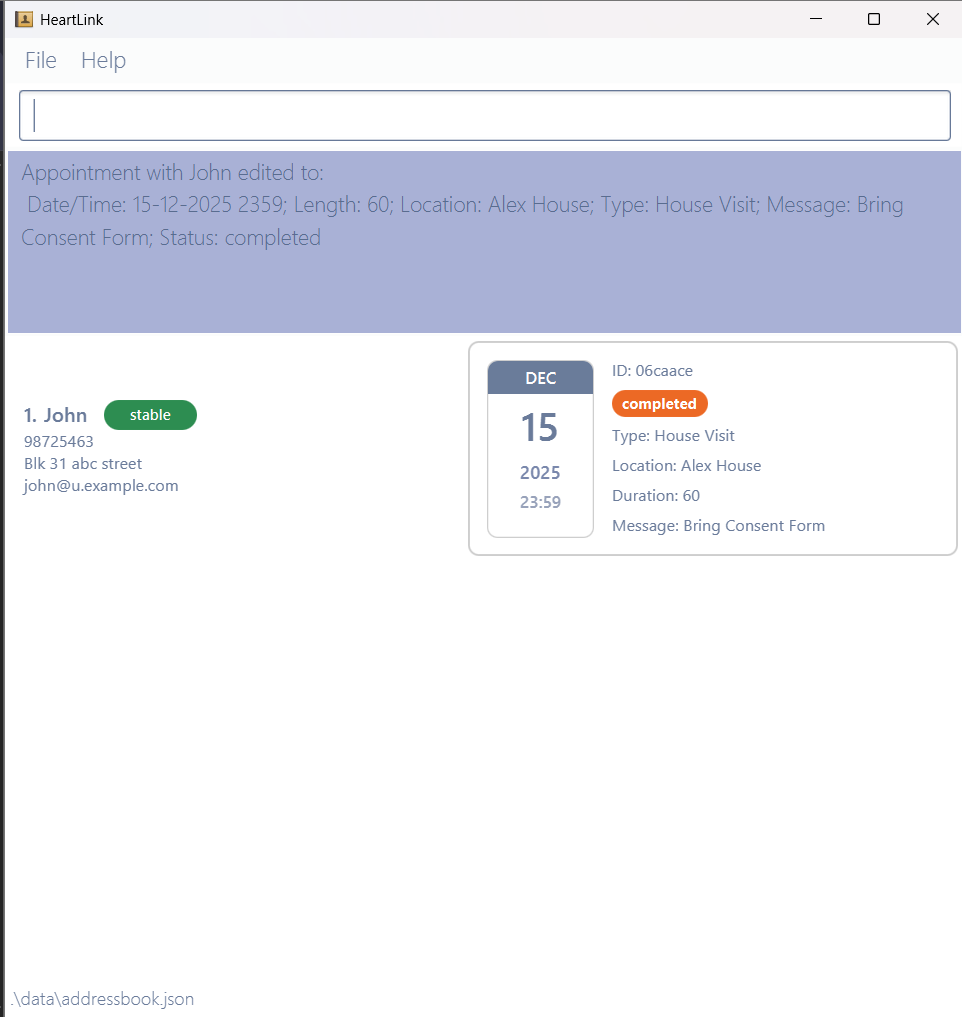 HeartLink
File Help
Appointment with John edited to:
Date/Time: 15-12-2025 2359; Length: 60; Location: Alex House; Type: House Visit; Message: Bring
Consent Form; Status: completed
1. John stable
98725463
Blk 31 abc street
john@u.example.com
DEC
15
2025
23:59
ID: 06caace
completed
Type: House Visit
Location: Alex House
Duration: 60
Message: Bring Consent Form
.\data\addressbook.json